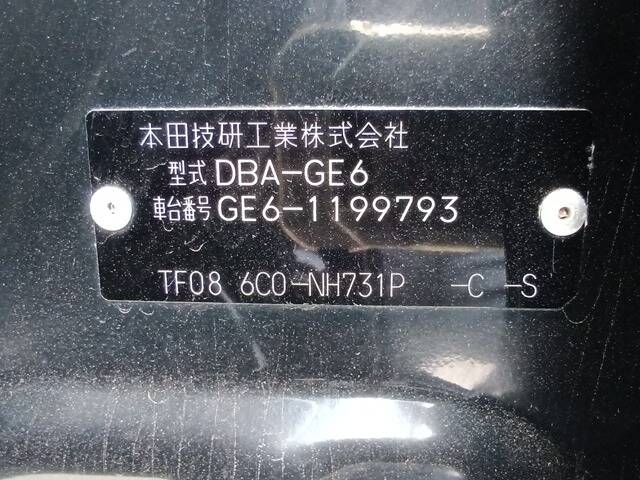 本田技研工業株式会社
型式 DBA-GE6
車台番号 GE6-1199793
TF08 6C0-NH731P -C -S